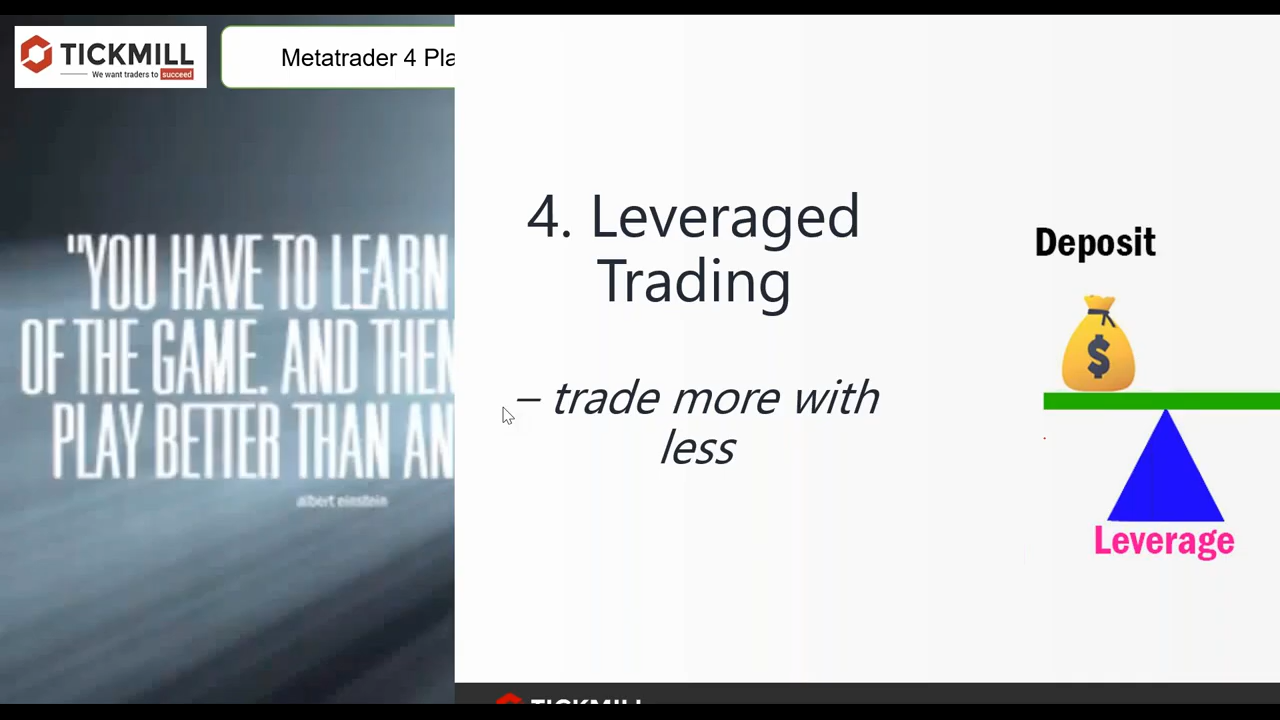 TICKMILL
We want traders to succeed
Metatrader 4 Pla
"YOU HAVE TO LEARN
OF THE GAME. AND THEN
PLAY BETTER THAN AN
albert einstein
4. Leveraged
Trading
– trade more with
less
Deposit
$
Leverage
TICKMILL